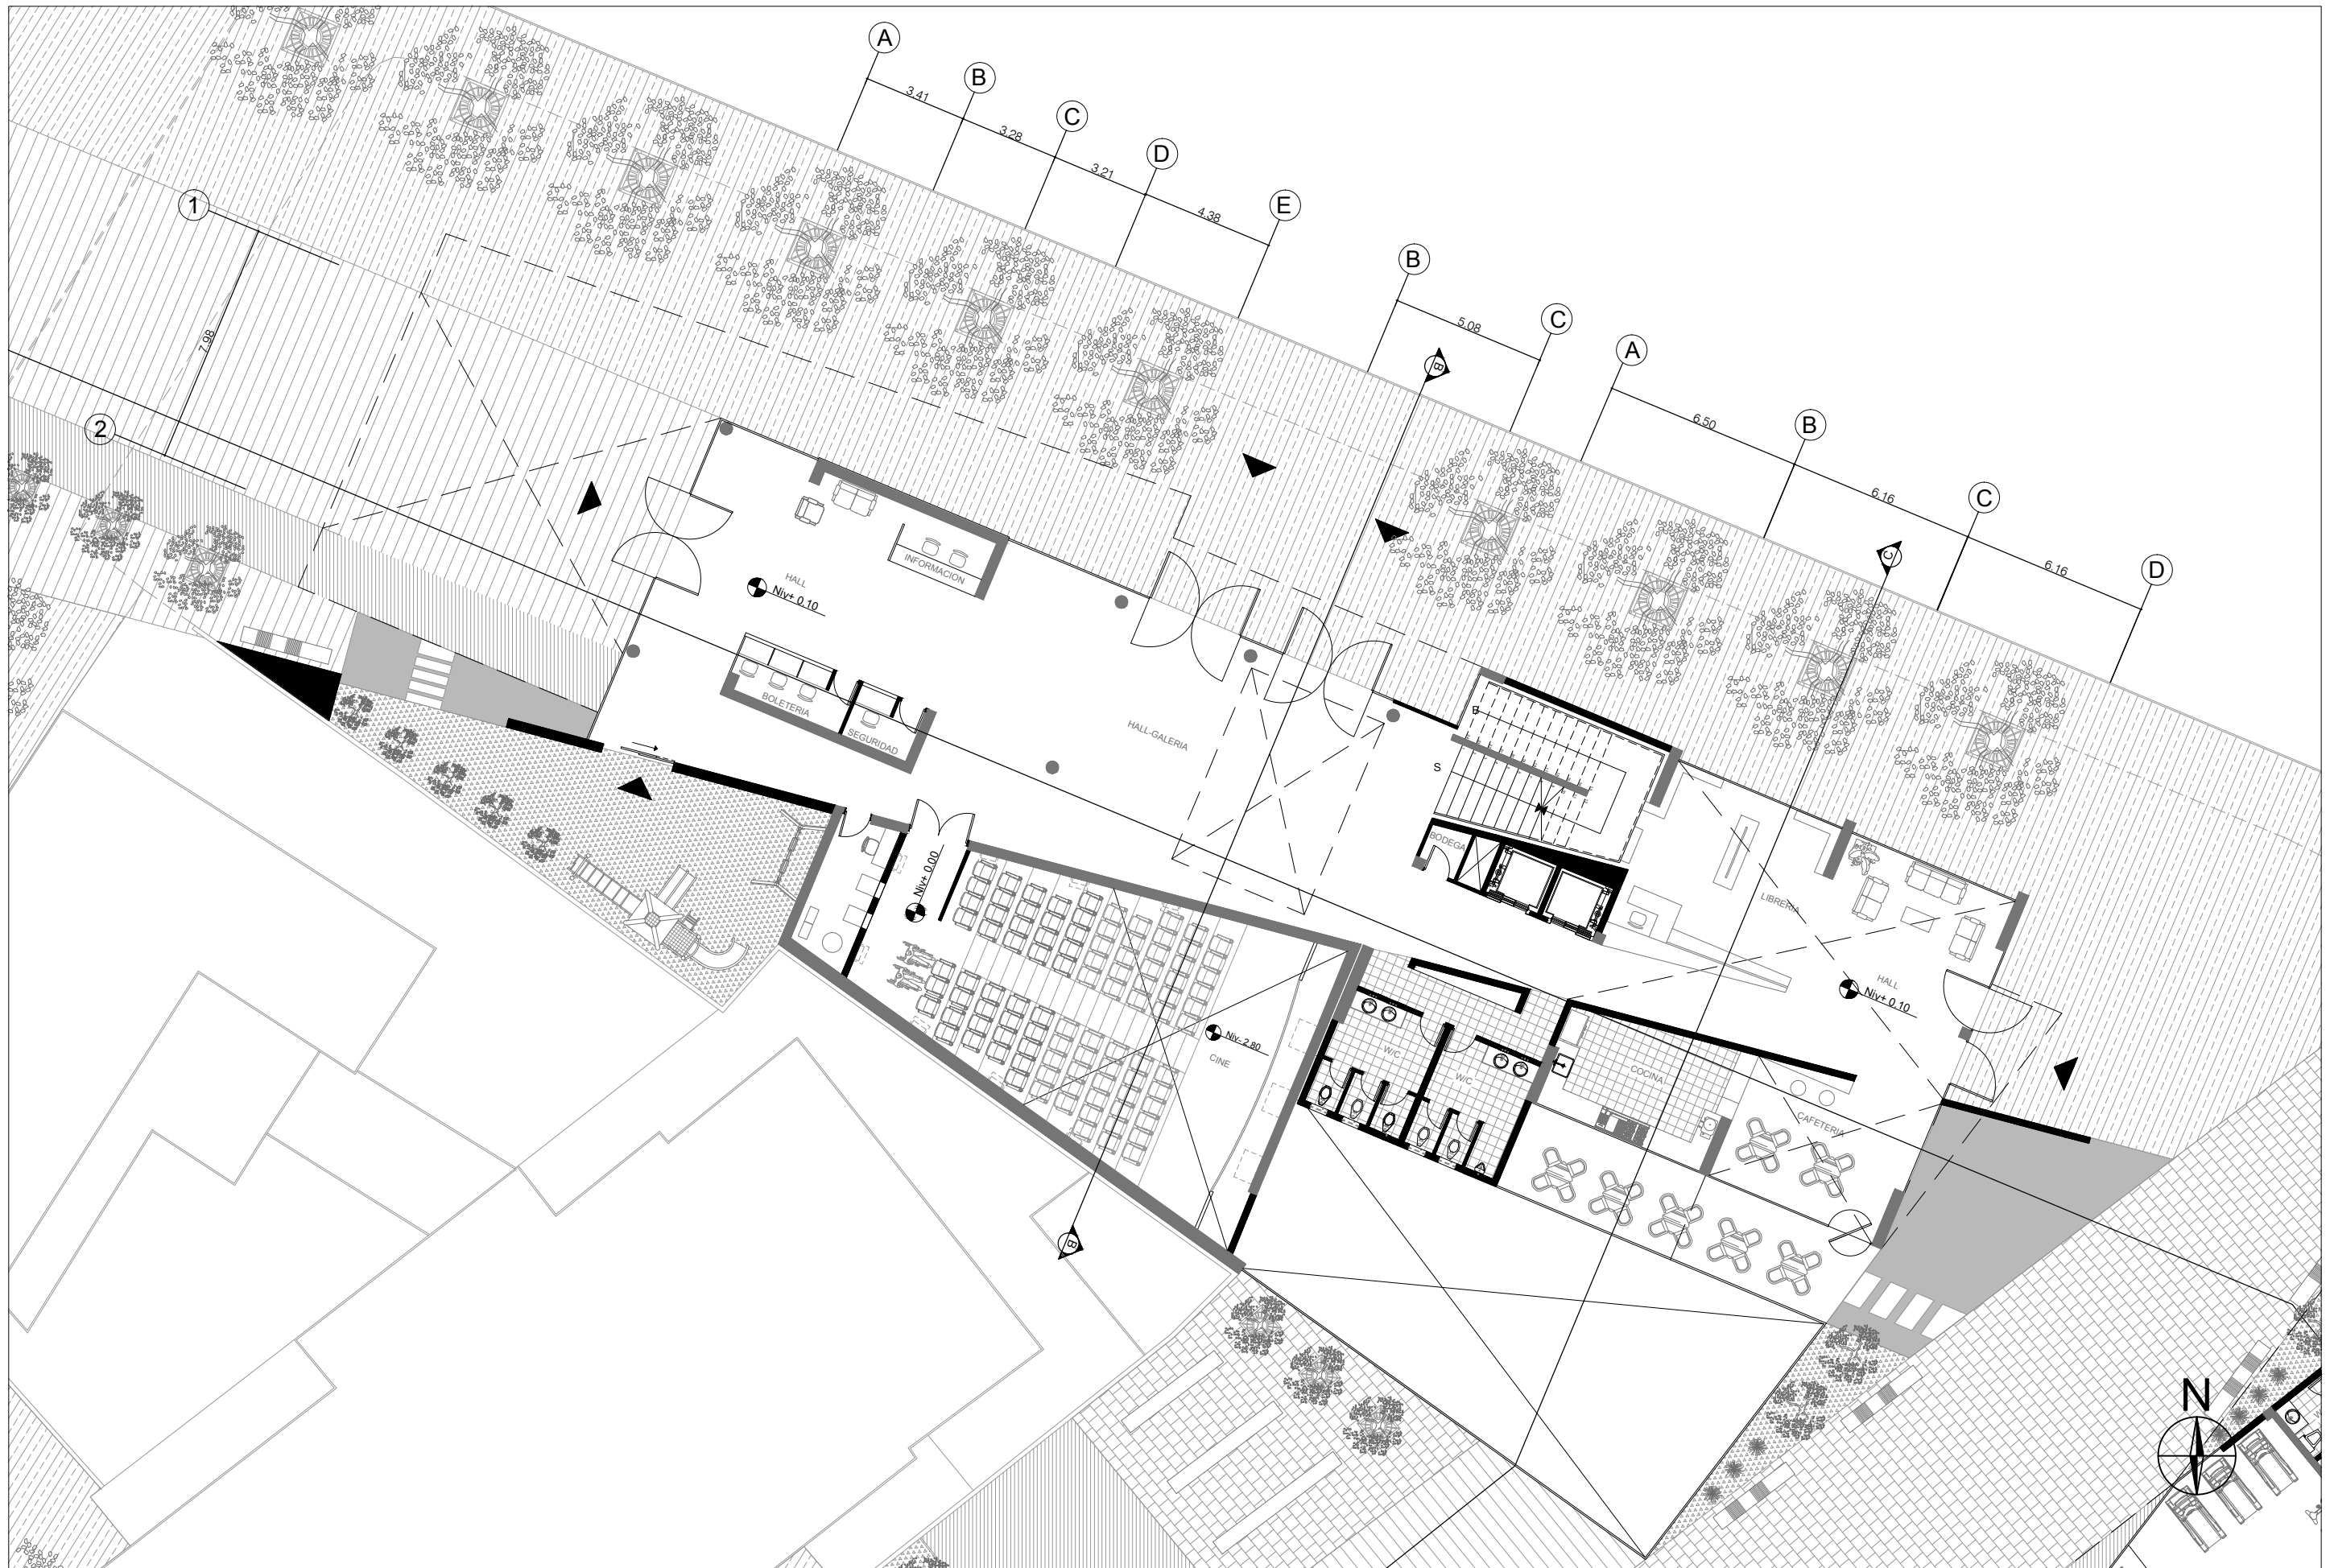 A
B
C
D
E
3.41
3.28
3.21
4.38
B
C
5.08
A
B
C
D
6.50
6.16
6.16
1
2
7.98
B
C
HALL
Niv+ 0.10
INFORMACION
BOLETERIA
SEGURIDAD
HALL-GALERIA
B
S
BODEGA
LIBRERIA
HALL
Niv+ 0.10
Niv+ 0.00
Niv- 2.80
CINE
W/C
W/C
COCINA
CAFETERIA
B
N